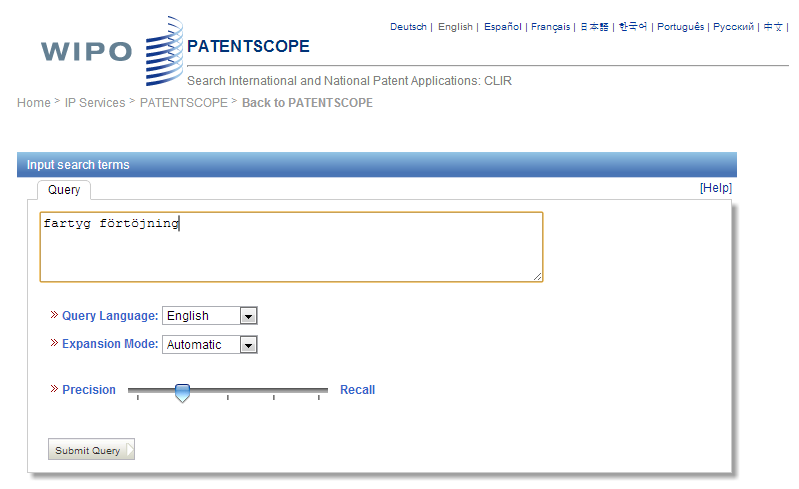 Deutsch | English | Español | Français | 日本語 | 한국어 | Português | Русский | 中文 |
WIPO
PATENTSCOPE
Search International and National Patent Applications: CLIR
Home > IP Services > PATENTSCOPE > Back to PATENTSCOPE
Input search terms
Query
[Help]
fartyg förtöjning
» Query Language: English
» Expansion Mode: Automatic
» Precision Recall
Submit Query